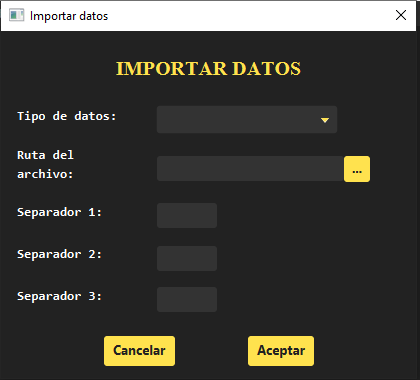 Importar datos
IMPORTAR DATOS
Tipo de datos:
Ruta del
archivo:
...
Separador 1:
Separador 2:
Separador 3:
Cancelar Aceptar